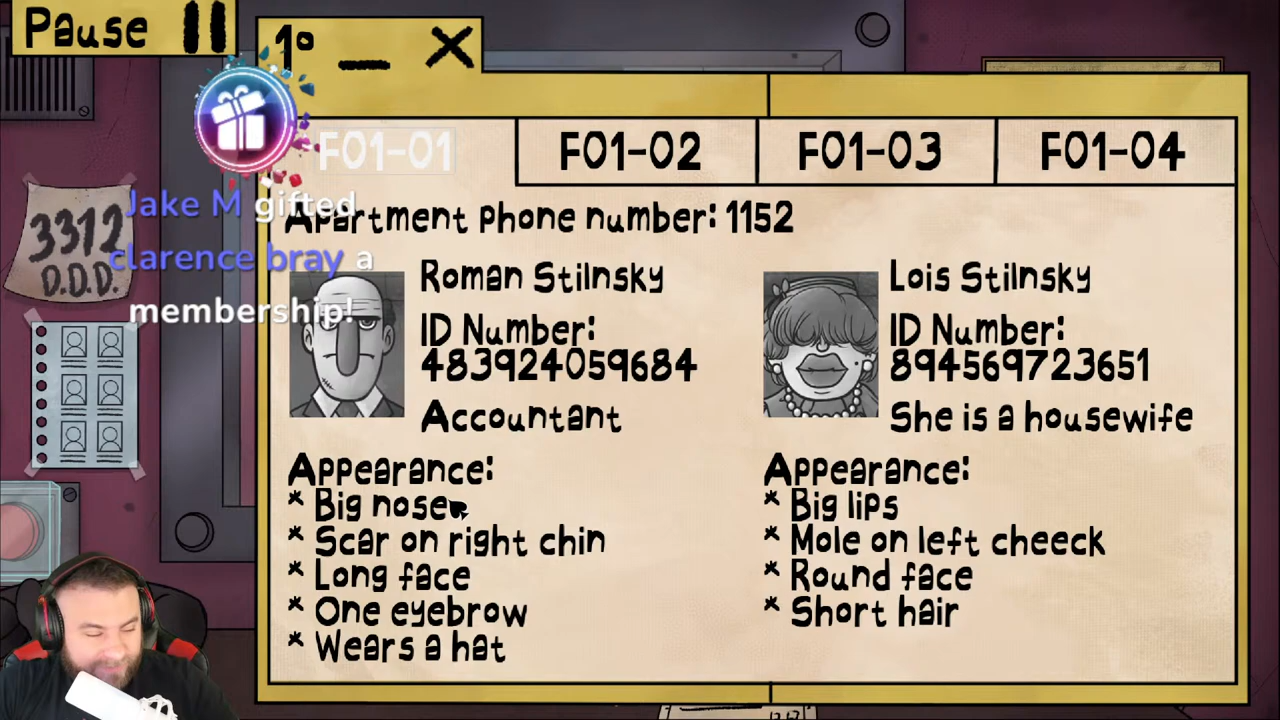 Pause
1º
F01-01
F01-02
F01-03
F01-04
Jake M gifted
clarence bray a
membership!
3312
D.D.D.
Apartment phone number: 1152
Roman Stilnsky
ID Number:
483924059684
Accountant
Appearance:
* Big nose
* Scar on right chin
* Long face
* One eyebrow
* Wears a hat
Lois Stilnsky
ID Number:
894569723651
She is a housewife
Appearance:
* Big lips
* Mole on left cheeck
* Round face
* Short hair